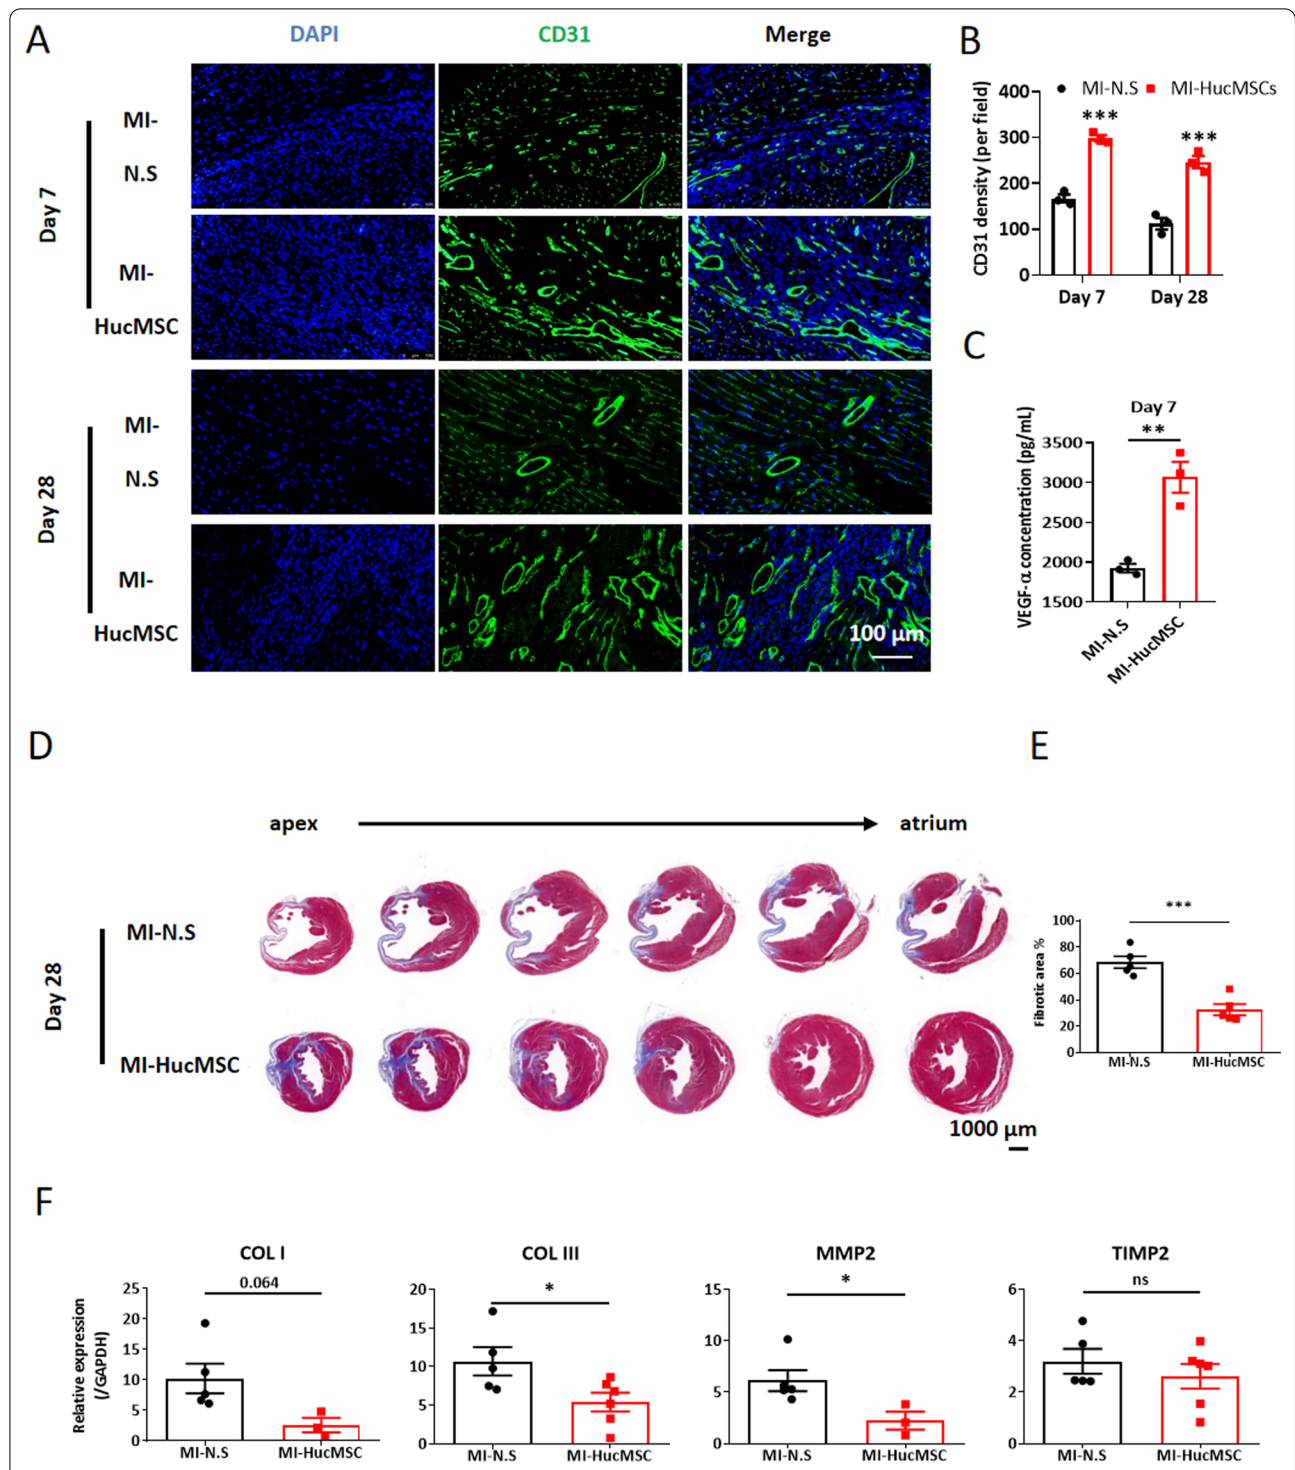 A
DAPI
CD31
Merge
Day 7
MI-
N.S
MI-
HucMSC
Day 28
MI-
N.S
MI-
HucMSC
100 µm
B
MI-N.S
MI-HucMSCs
CD31 density (per field)
400
300
200
100
0
***
***
Day 7
Day 28
C
Day 7
**
VEGF-α concentration (pg/mL)
3500
3000
2500
2000
1500
MI-N.S
MI-HucMSC
D
apex
atrium
Day 28
MI-N.S
MI-HucMSC
1000 µm
E
***
Fibrotic area %
100
80
60
40
20
0
MI-N.S
MI-HucMSC
F
Relative expression
(/GAPDH)
COL I
0.064
25
20
15
10
5
0
MI-N.S
MI-HucMSC
COL III
*
20
15
10
5
0
MI-N.S
MI-HucMSC
MMP2
*
15
10
5
0
MI-N.S
MI-HucMSC
TIMP2
ns
6
4
2
0
MI-N.S
MI-HucMSC